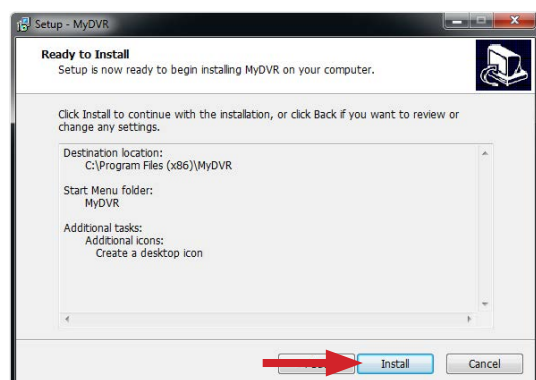 Setup - MyDVR
Ready to Install
Setup is now ready to begin installing MyDVR on your computer.
Click Install to continue with the installation, or click Back if you want to review or
change any settings.
Destination location:
C:\Program Files (x86)\MyDVR
Start Menu folder:
MyDVR
Additional tasks:
Additional icons:
Create a desktop icon
Install
Cancel